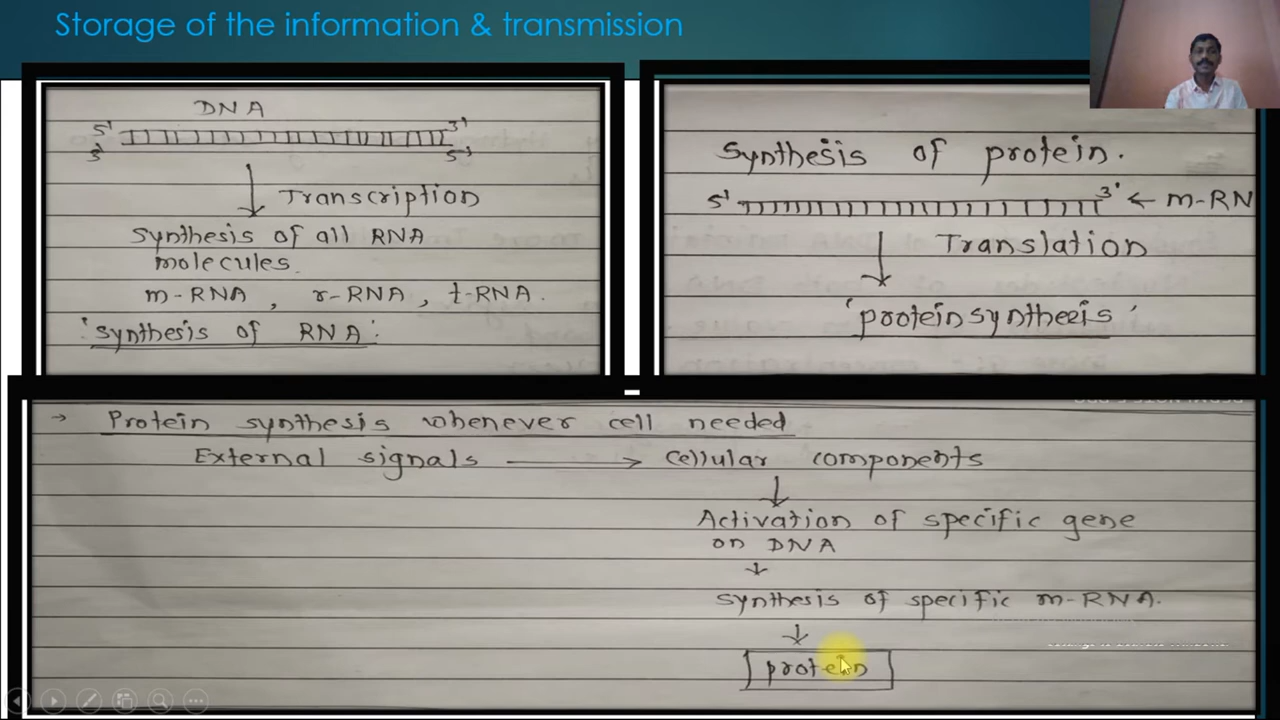 Storage of the information & transmission
DNA
5' 3'
3' 5'
Transcription
Synthesis of all RNA
molecules.
m-RNA, r-RNA, t-RNA.
'Synthesis of RNA'
Synthesis of protein.
5' 3' ← m-RN
Translation
'protein synthesis'
→ Protein synthesis whenever cell needed
External signals → Cellular components
↓
Activation of specific gene
on DNA
↓
Synthesis of specific m-RNA.
↓
protein